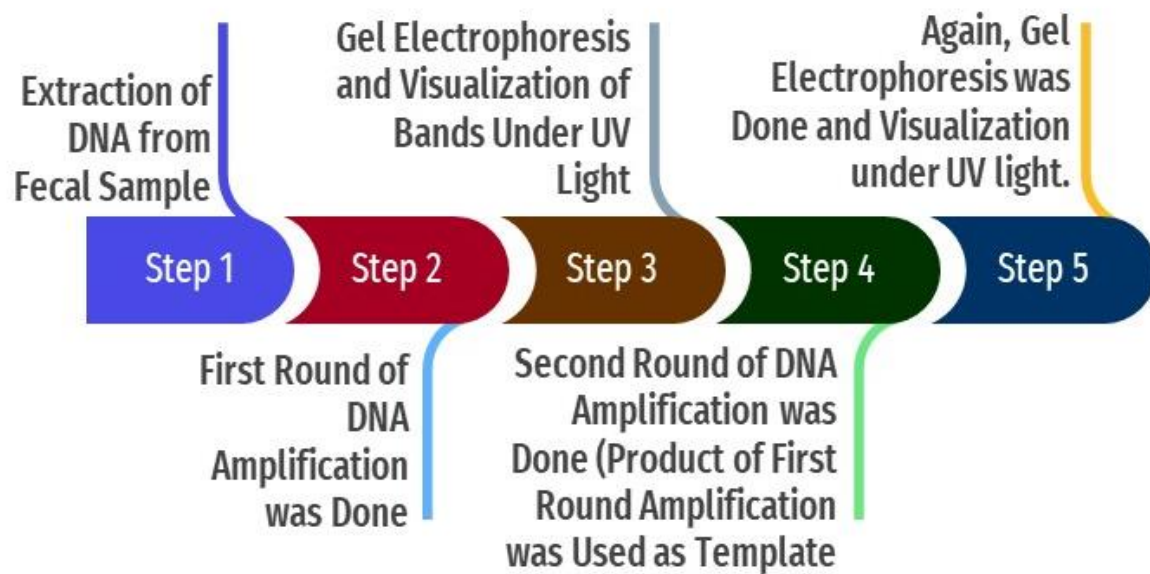 Extraction of
DNA from
Fecal Sample
Gel Electrophoresis
and Visualization of
Bands Under UV
Light
Again, Gel
Electrophoresis was
Done and Visualization
under UV light.
Step 1
Step 2
Step 3
Step 4
Step 5
First Round of
DNA
Amplification
was Done
Second Round of DNA
Amplification was
Done (Product of First
Round Amplification
was Used as Template